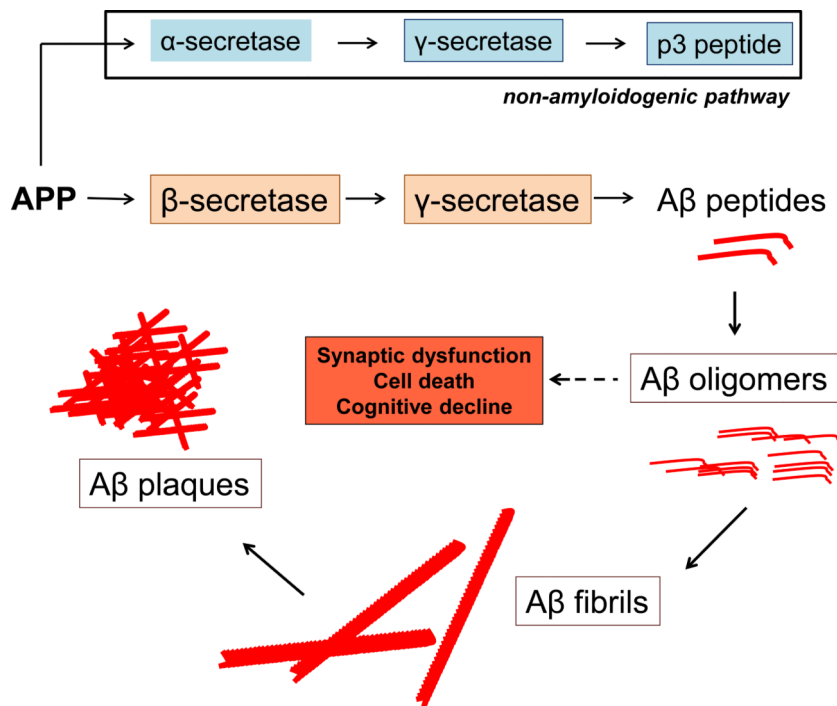 α-secretase
γ-secretase
p3 peptide
non-amyloidogenic pathway
APP
β-secretase
γ-secretase
Aβ peptides
Synaptic dysfunction
Cell death
Cognitive decline
Aβ oligomers
Aβ plaques
Aβ fibrils